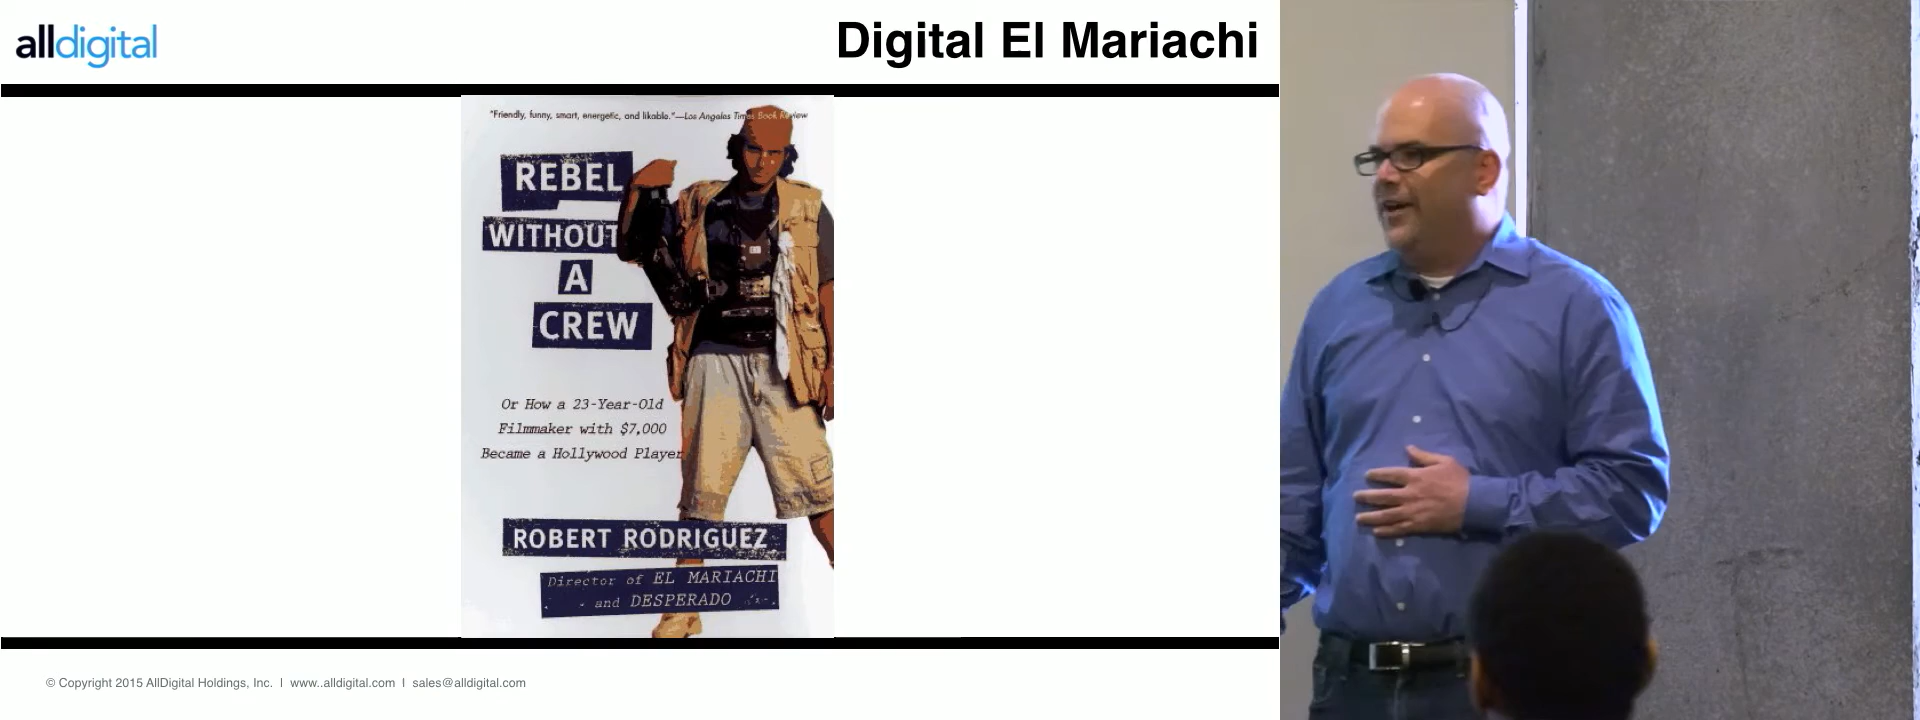 alldigital
Digital El Mariachi
"Friendly, funny, smart, energetic, and likable."—Los Angeles Times Book Review
REBEL
WITHOUT
A
CREW
Or How a 23-Year-Old
Filmmaker with $7,000
Became a Hollywood Player
ROBERT RODRIGUEZ
Director of EL MARIACHI
and DESPERADO
© Copyright 2015 AllDigital Holdings, Inc. I www..alldigital.com I sales@alldigital.com